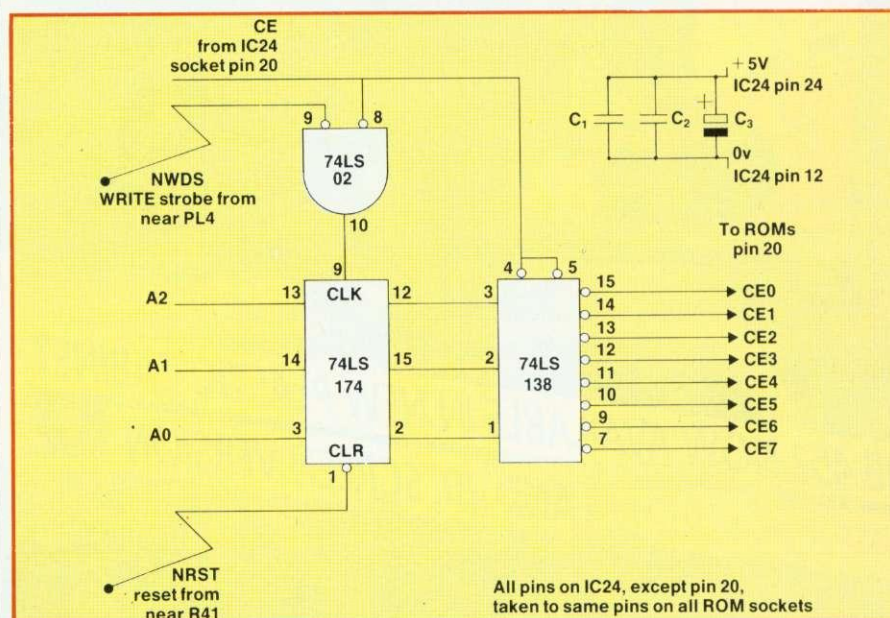 CE
from IC24
socket pin 20
+ 5V
IC24 pin 24
+
C1
C2
C3
0v
IC24 pin 12
9
8
74LS
02
10
NWDS
WRITE strobe from
near PL4
To ROMs
pin 20
9
4
5
A2
13
CLK
12
3
15
CE0
14
CE1
13
CE2
A1
14
74LS
174
15
2
74LS
138
12
CE3
11
CE4
10
CE5
A0
3
2
1
9
CE6
7
CE7
CLR
1
NRST
reset from
near R41
All pins on IC24, except pin 20,
taken to same pins on all ROM sockets